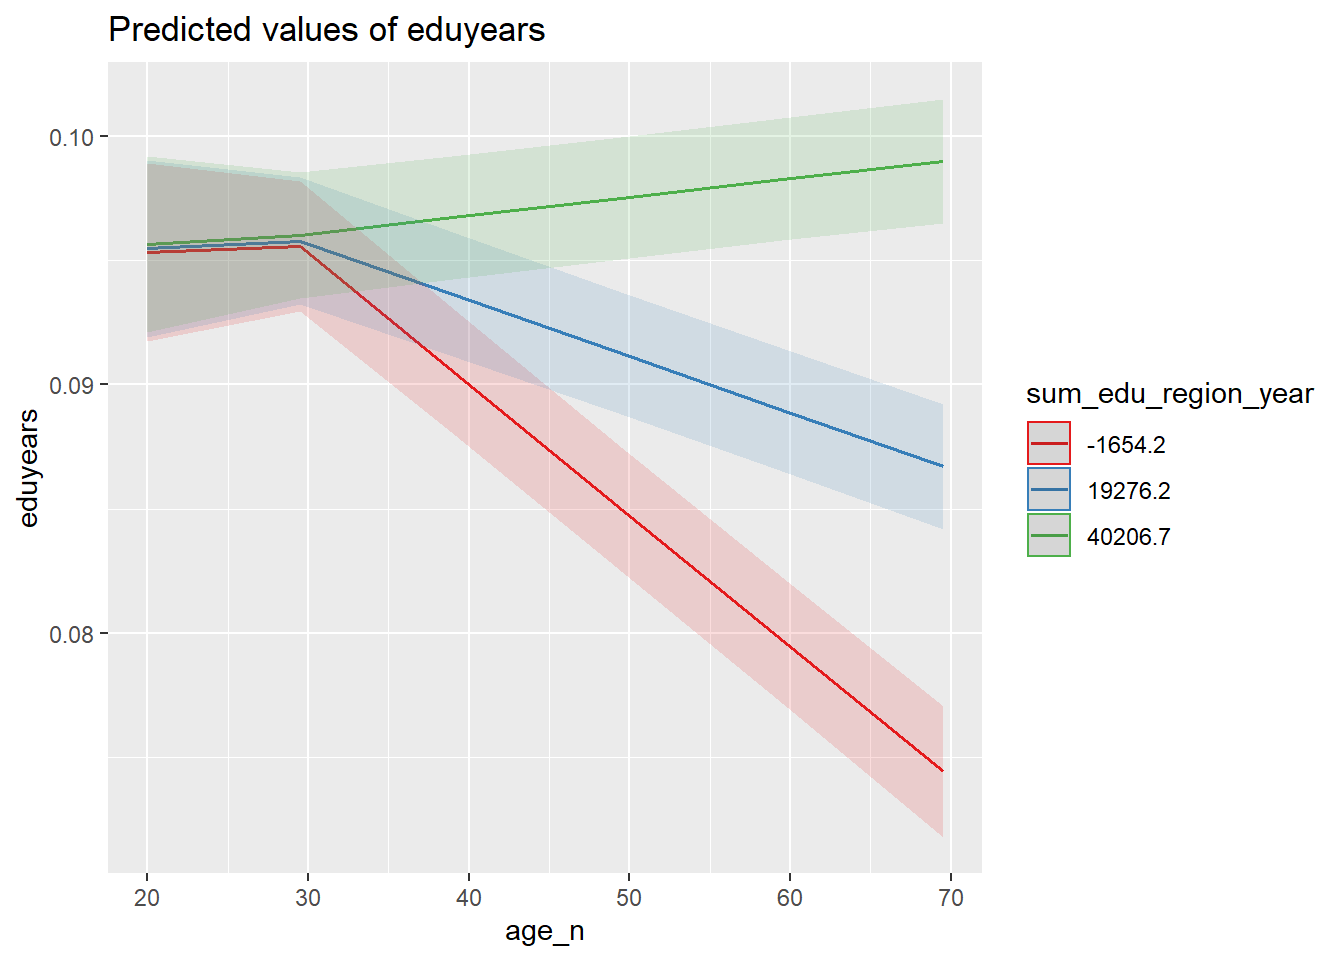 Predicted values of eduyears
0.10
0.09
0.08
eduyears
20 30 40 50 60 70
age_n
sum_edu_region_year
-1654.2
19276.2
40206.7